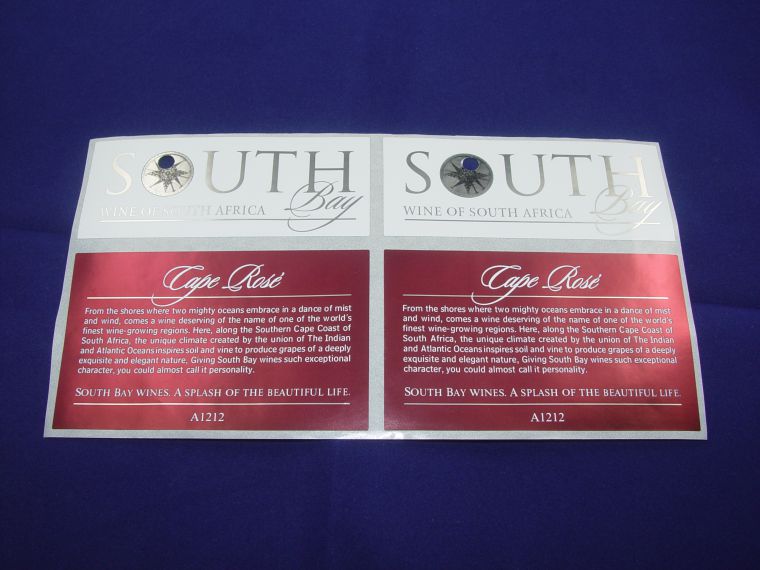 SOUTH
Bay
WINE OF SOUTH AFRICA
Cape Rosé
From the shores where two mighty oceans embrace in a dance of mist
and wind, comes a wine deserving of the name of one of the world's
finest wine-growing regions. Here, along the Southern Cape Coast of
South Africa, the unique climate created by the union of The Indian
and Atlantic Oceans inspires soil and vine to produce grapes of a deeply
exquisite and elegant nature, Giving South Bay wines such exceptional
character, you could almost call it personality.
SOUTH BAY WINES. A SPLASH OF THE BEAUTIFUL LIFE.
A1212
SOUTH
Bay
WINE OF SOUTH AFRICA
Cape Rosé
From the shores where two mighty oceans embrace in a dance of mist
and wind, comes a wine deserving of the name of one of the world's
finest wine-growing regions. Here, along the Southern Cape Coast of
South Africa, the unique climate created by the union of The Indian
and Atlantic Oceans inspires soil and vine to produce grapes of a deeply
exquisite and elegant nature, Giving South Bay wines such exceptional
character, you could almost call it personality.
SOUTH BAY WINES. A SPLASH OF THE BEAUTIFUL LIFE.
A1212